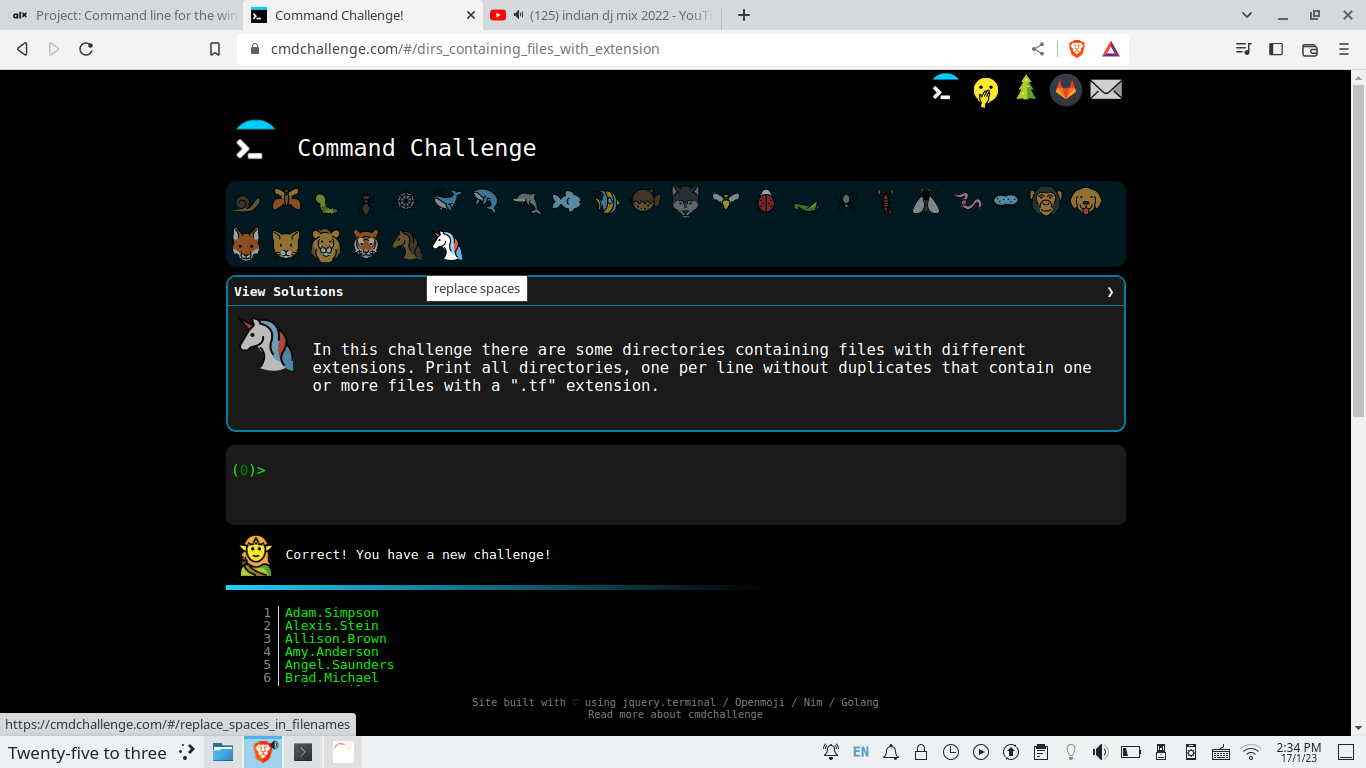 Project: Command line for the win
Command Challenge!
(125) indian dj mix 2022 - YouT
cmdchallenge.com/#/dirs_containing_files_with_extension
Command Challenge
replace spaces
View Solutions
In this challenge there are some directories containing files with different
extensions. Print all directories, one per line without duplicates that contain one
or more files with a ".tf" extension.
(0)>
Correct! You have a new challenge!
1 Adam.Simpson
2 Alexis.Stein
3 Allison.Brown
4 Amy.Anderson
5 Angel.Saunders
6 Brad.Michael
Site built with ♡ using jquery.terminal / Openmoji / Nim / Golang
Read more about cmdchallenge
https://cmdchallenge.com/#/replace_spaces_in_filenames
Twenty-five to three
EN
2:34 PM
17/1/23